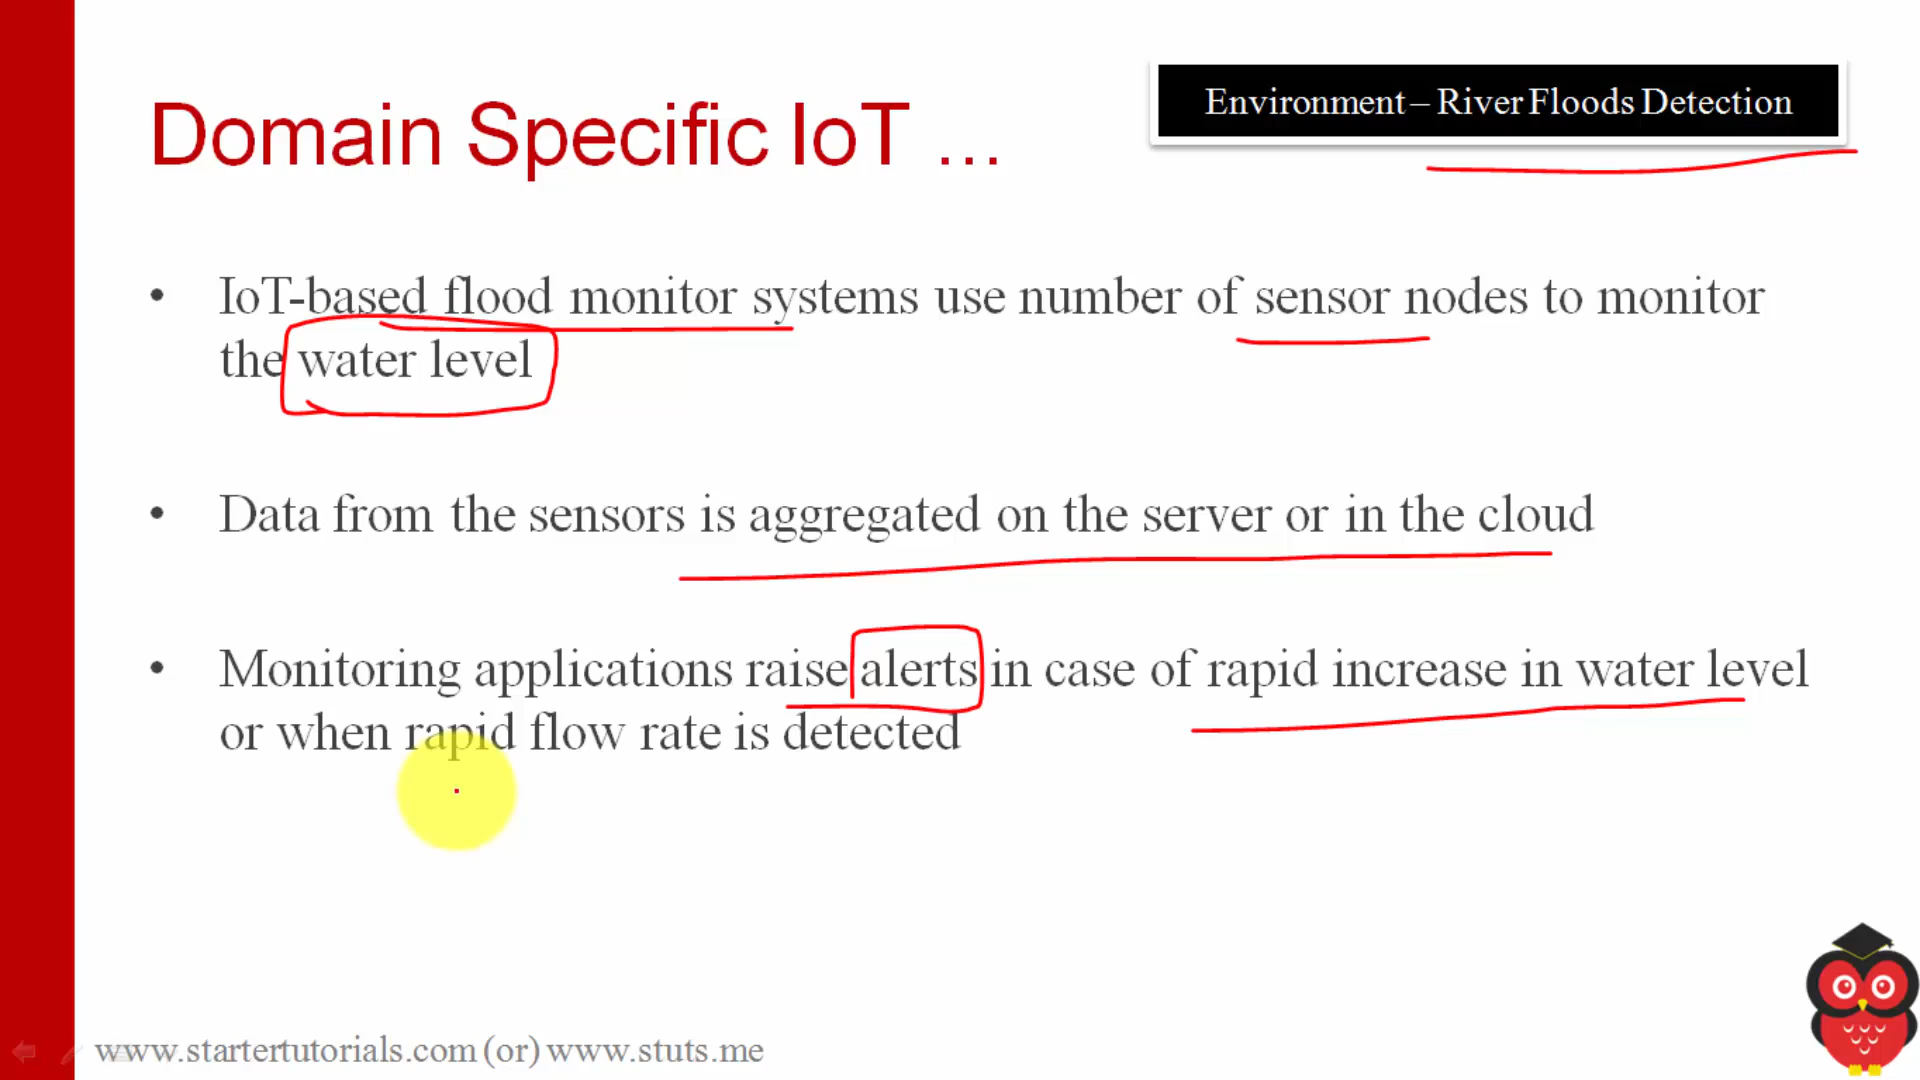 Environment – River Floods Detection
Domain Specific IoT ...
• IoT-based flood monitor systems use number of sensor nodes to monitor
the water level
• Data from the sensors is aggregated on the server or in the cloud
• Monitoring applications raise alerts in case of rapid increase in water level
or when rapid flow rate is detected
www.startertutorials.com (or) www.stuts.me